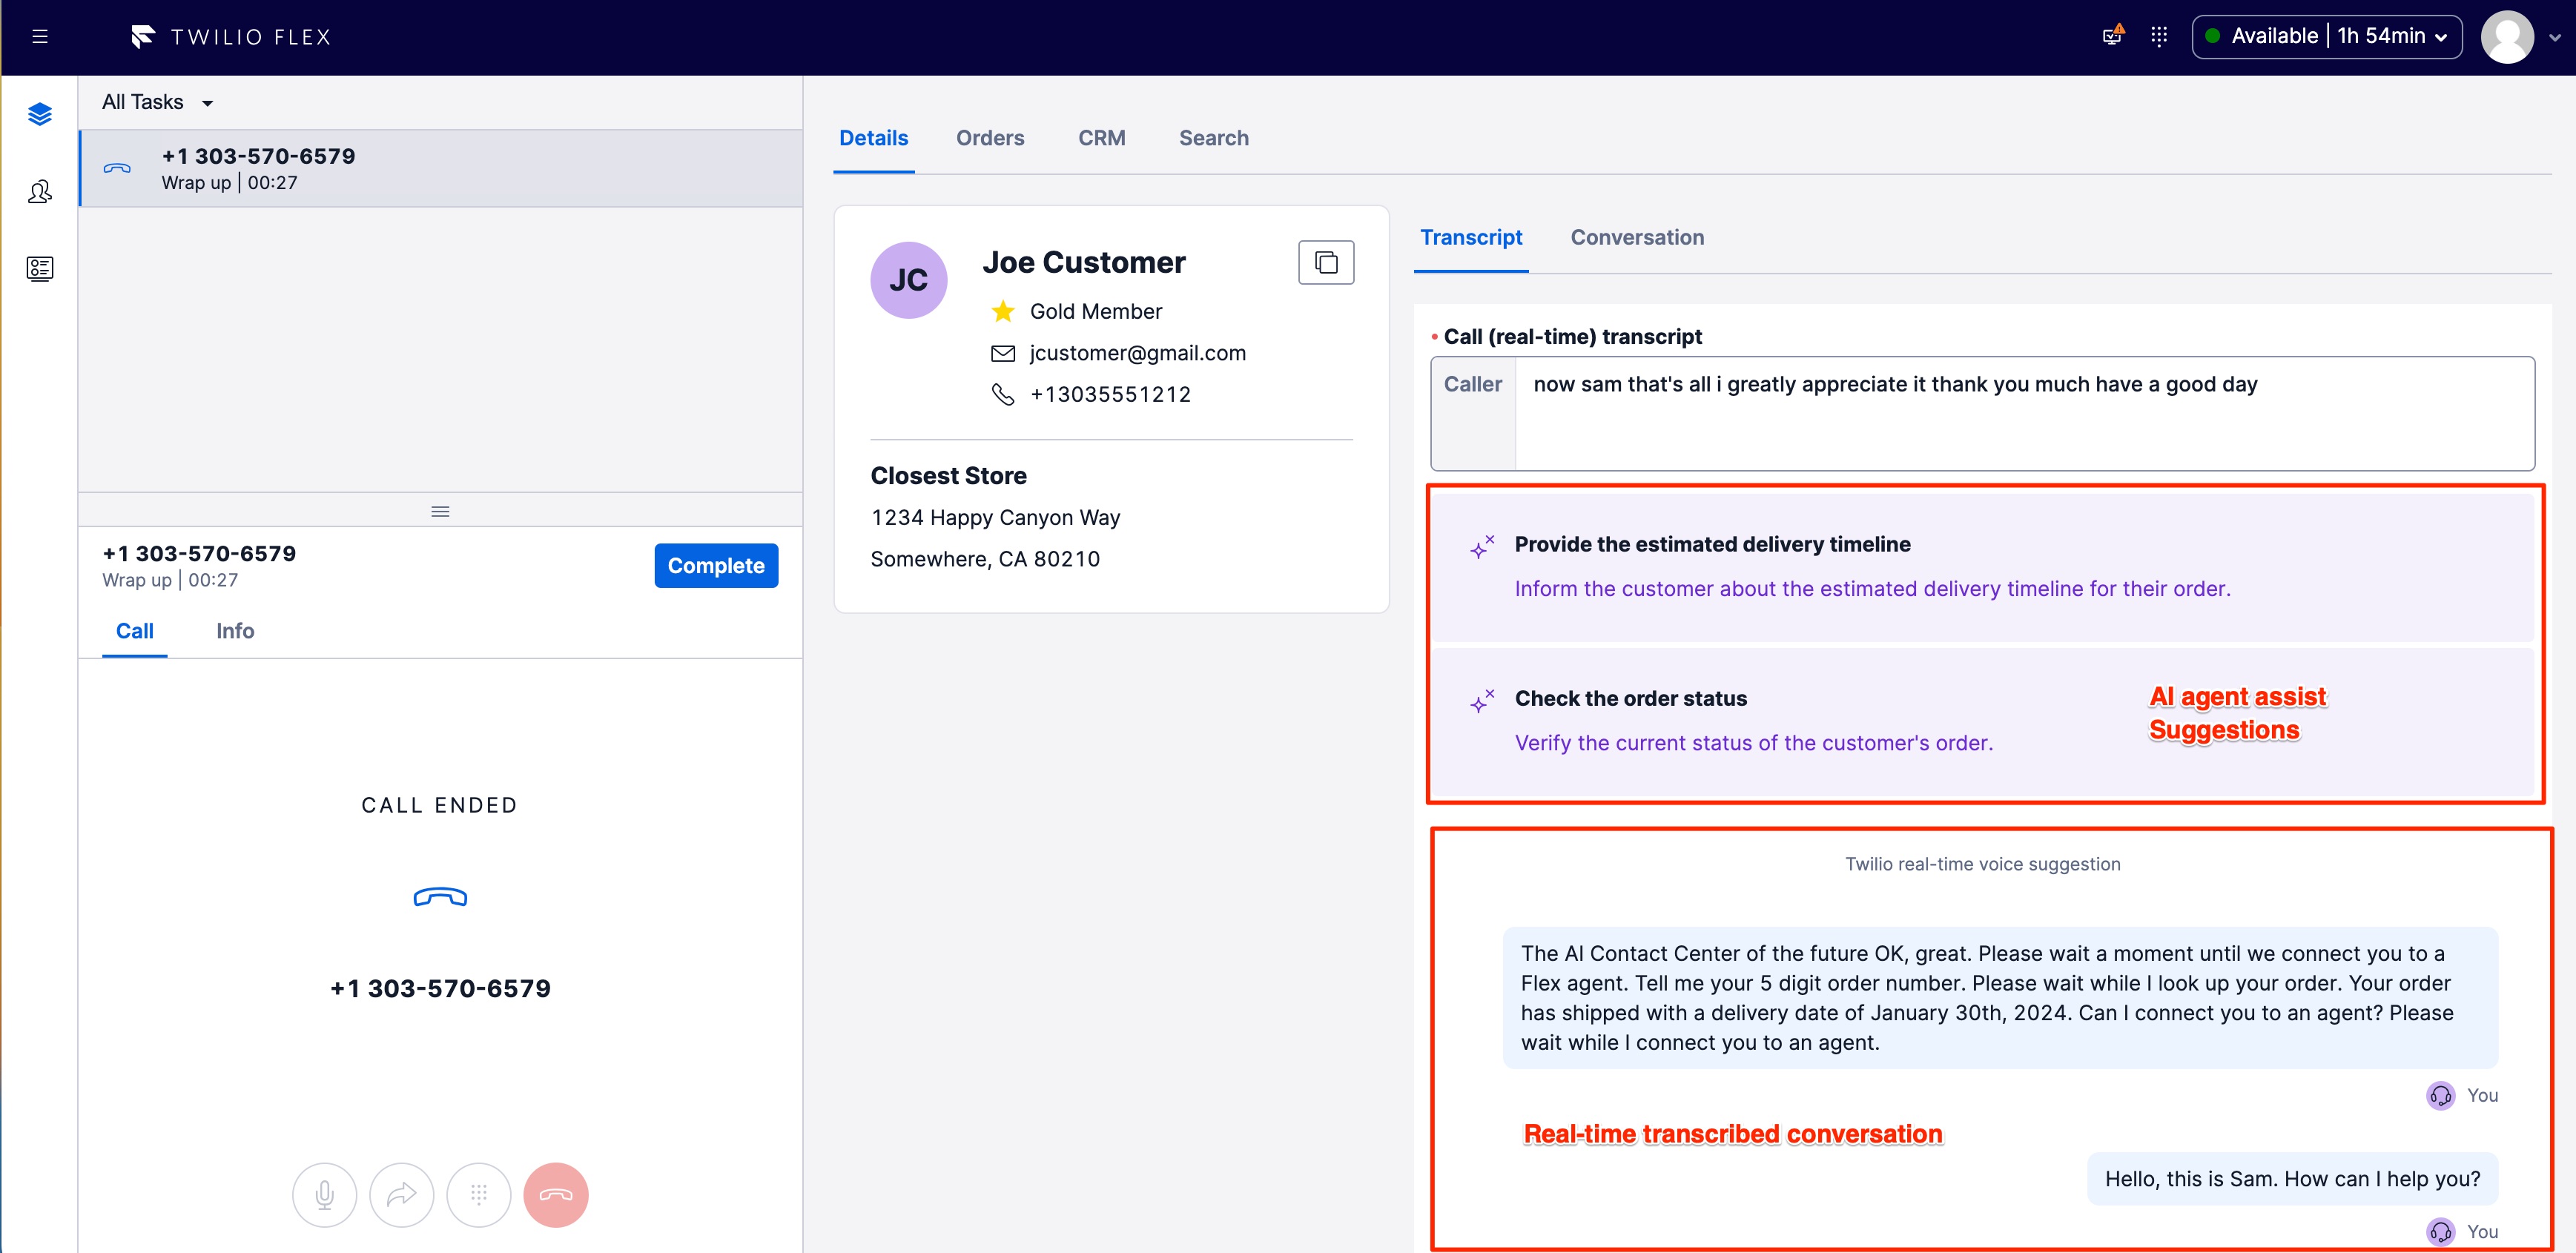 TWILIO FLEX
Available | 1h 54min
All Tasks
+1 303-570-6579
Wrap up | 00:27
+1 303-570-6579
Wrap up | 00:27
Complete
Call
Info
CALL ENDED
+1 303-570-6579
Details
Orders
CRM
Search
JC
Joe Customer
Gold Member
jcustomer@gmail.com
+13035551212
Closest Store
1234 Happy Canyon Way
Somewhere, CA 80210
Transcript
Conversation
• Call (real-time) transcript
Caller
now sam that's all i greatly appreciate it thank you much have a good day
Provide the estimated delivery timeline
Inform the customer about the estimated delivery timeline for their order.
Check the order status
Verify the current status of the customer's order.
AI agent assist
Suggestions
Twilio real-time voice suggestion
The AI Contact Center of the future OK, great. Please wait a moment until we connect you to a
Flex agent. Tell me your 5 digit order number. Please wait while I look up your order. Your order
has shipped with a delivery date of January 30th, 2024. Can I connect you to an agent? Please
wait while I connect you to an agent.
You
Real-time transcribed conversation
Hello, this is Sam. How can I help you?
You